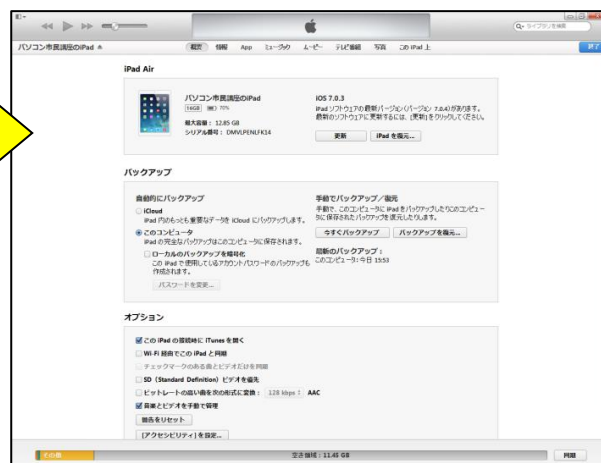 ライブラリを検索
パソコン市民講座のiPad
概要 情報 App ミュージック ムービー テレビ番組 写真 この iPad 上
終了
iPad Air
パソコン市民講座のiPad
16GB 70%
最大容量: 12.85 GB
シリアル番号: DMVLPENLFK14
iOS 7.0.3
iPad ソフトウェアの最新バージョン(バージョン 7.0.4)があります。
最新のソフトウェアに更新するには、[更新]をクリックしてください。
更新 iPad を復元...
バックアップ
自動的にバックアップ
iCloud
iPad 内のもっとも重要なデータを iCloud にバックアップします。
このコンピュータ
iPad の完全なバックアップはこのコンピュータに保存されます。
ローカルのバックアップを暗号化
この iPad で使用しているアカウントパスワードのバックアップも
作成されます。
パスワードを変更...
手動でバックアップ/復元
手動で、このコンピュータに iPad をバックアップしたりこのコンピュー
タに保存されたバックアップを復元したりします。
今すぐバックアップ バックアップを復元...
最新のバックアップ:
このコンピュータ:今日 15:53
オプション
この iPad の接続時に iTunes を開く
Wi-Fi 経由でこの iPad と同期
チェックマークのある曲とビデオだけを同期
SD (Standard Definition) ビデオを優先
ビットレートの高い曲を次の形式に変換: 128 kbps AAC
音楽とビデオを手動で管理
警告をリセット
[アクセシビリティ]を設定...
その他
空き領域: 11.45 GB
同期